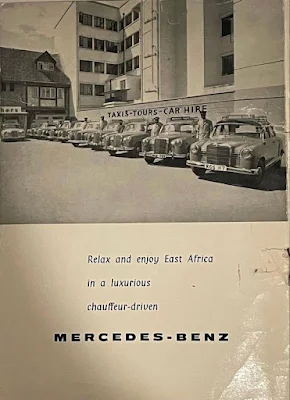 TAXIS-TOURS-CAR HIRE
Relax and enjoy East Africa
in a luxurious
chauffeur-driven
MERCEDES-BENZ